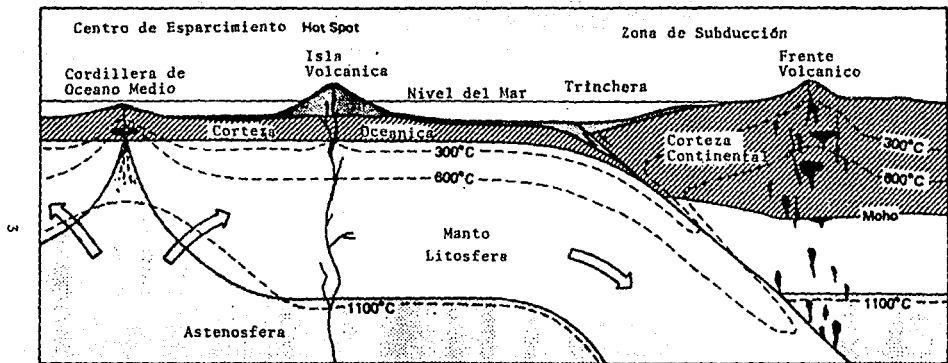 Centro de Esparcimiento Hot Spot
Zona de Subducción
Cordillera de
Oceano Medio
Isla
Volcánica
Nivel del Mar
Trinchera
Frente
Volcanico
Corteza Oceanica
Corteza
Continental
300°C
600°C
300°C
600°C
Moho
Manto
Litosfera
1100°C
1100°C
Astenosfera
3